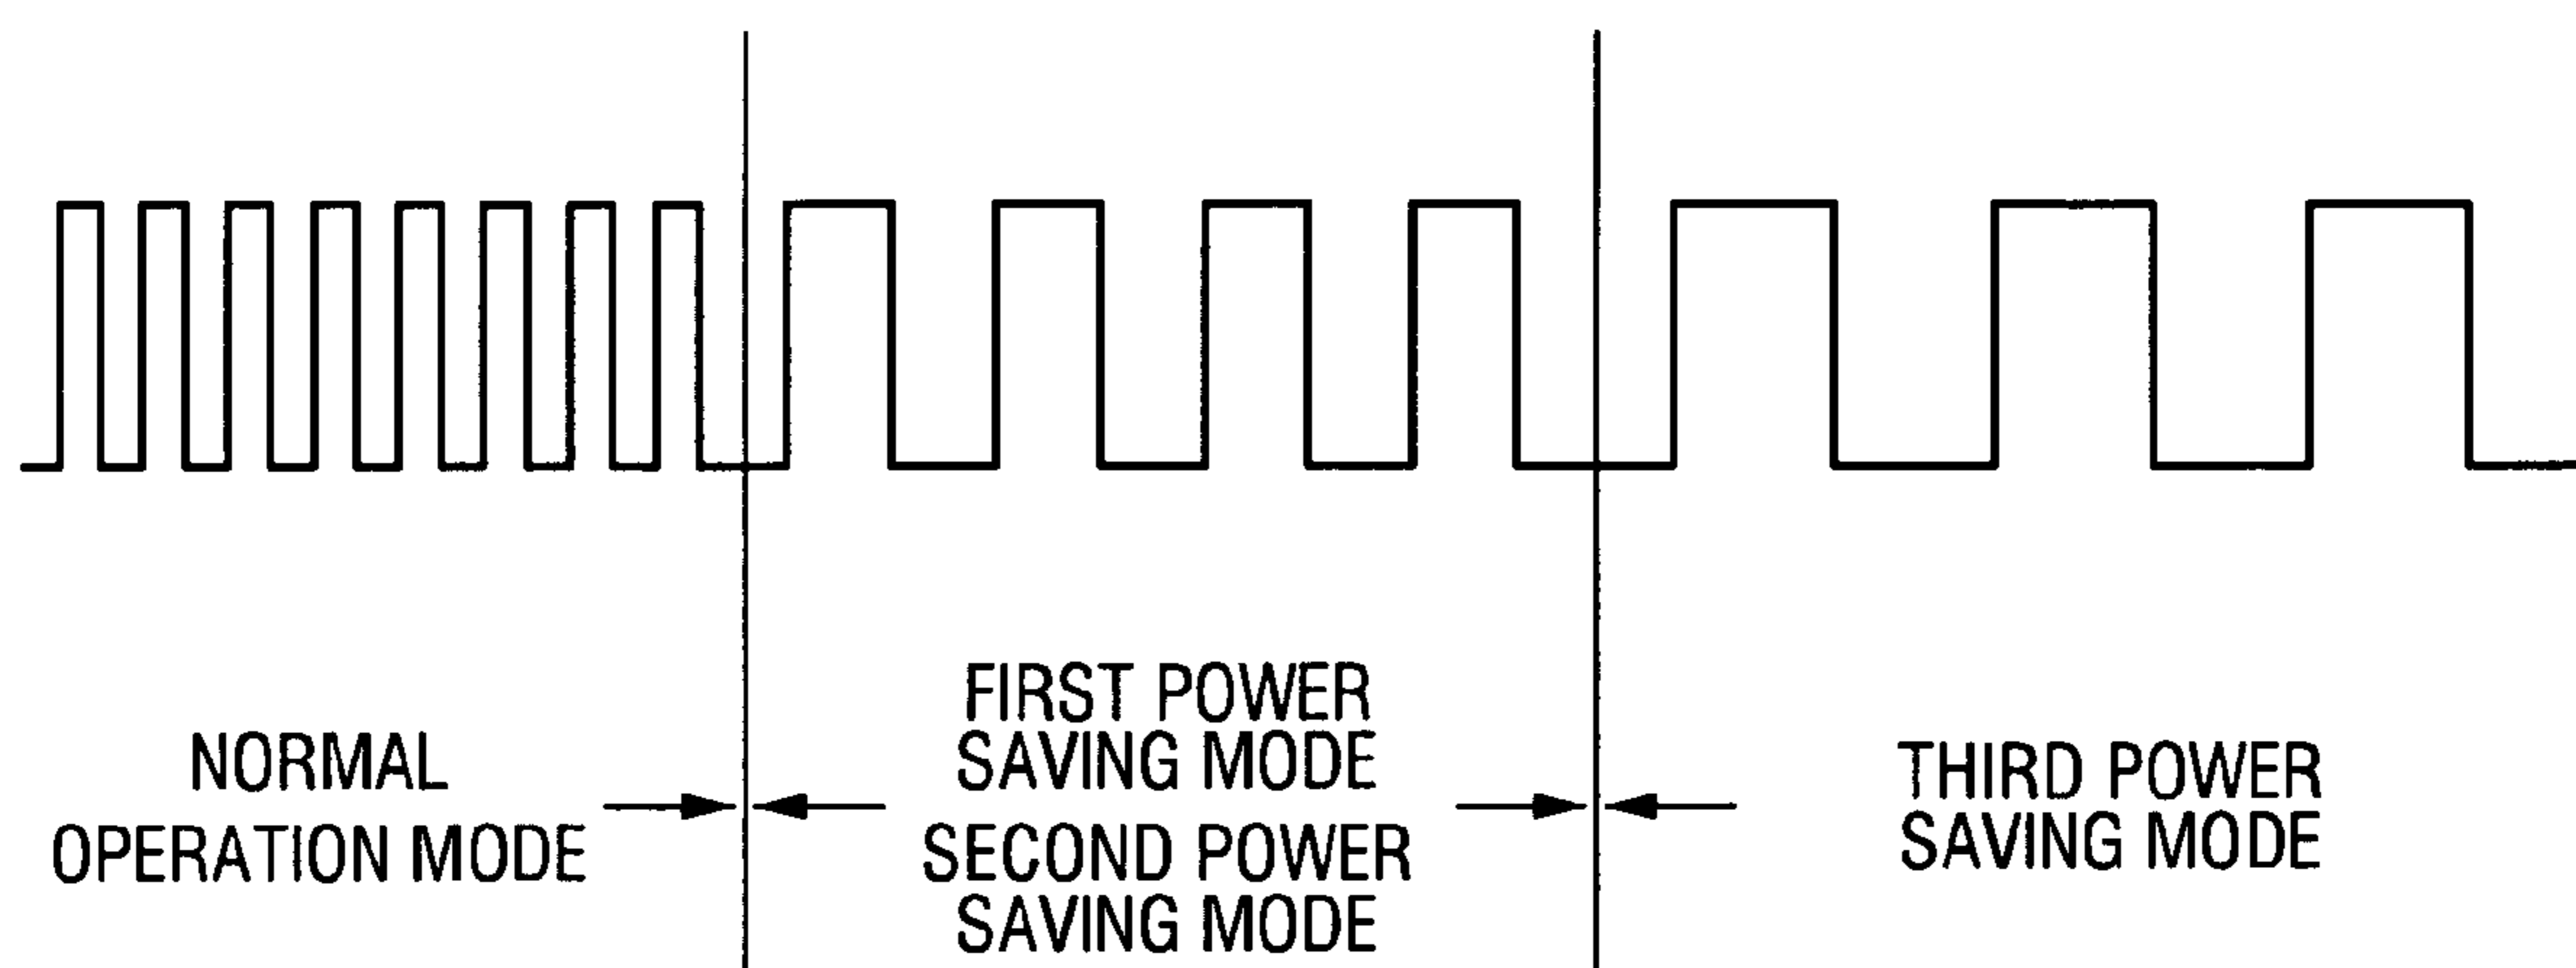 NORMAL
OPERATION MODE
FIRST POWER
SAVING MODE
SECOND POWER
SAVING MODE
THIRD POWER
SAVING MODE